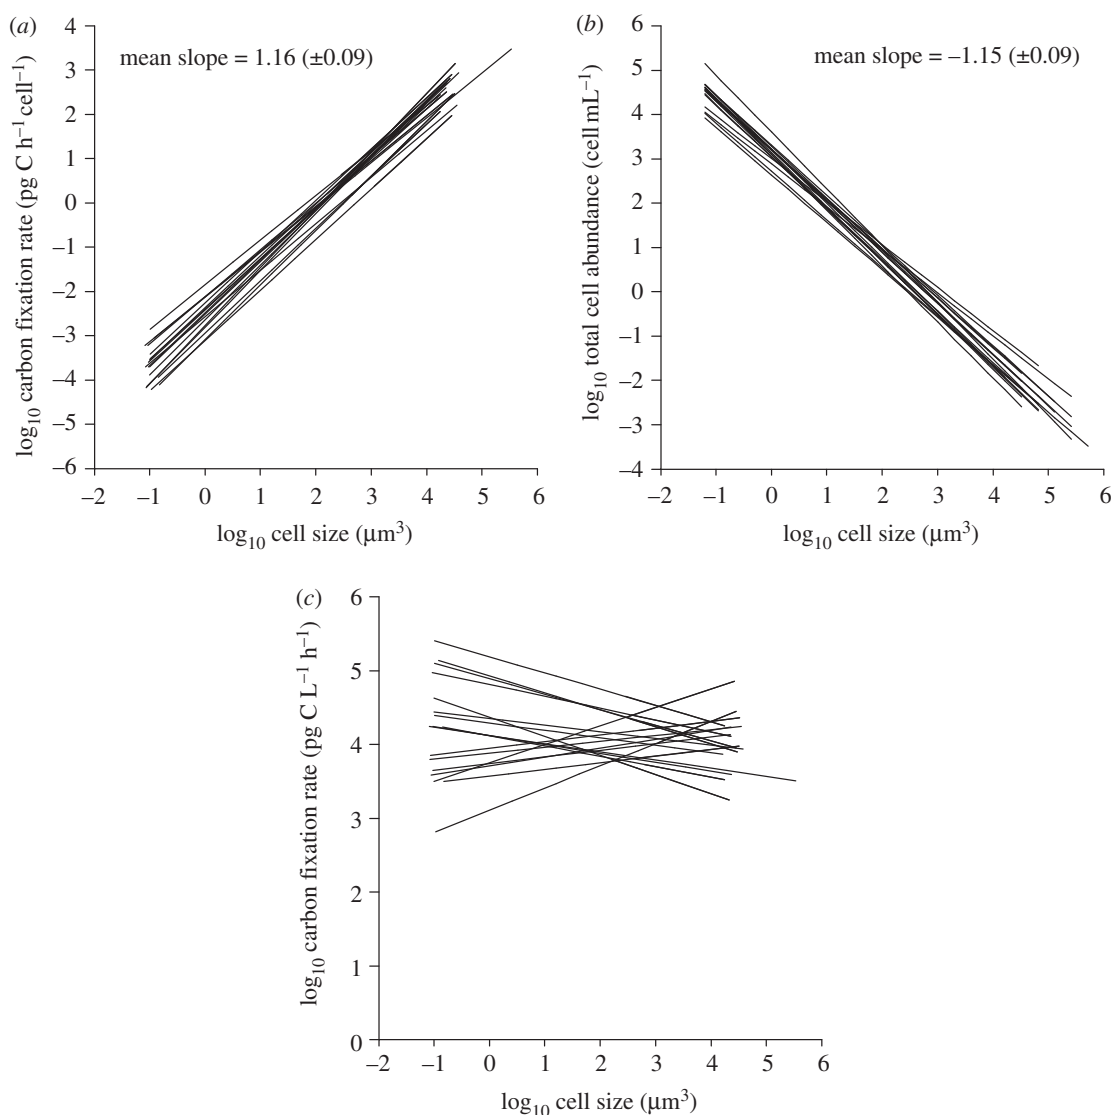 (a)
4
3
2
1
0
–1
–2
–3
–4
–5
–6
log10 carbon fixation rate (pg C h–1 cell–1)
mean slope = 1.16 (±0.09)
–2 –1 0 1 2 3 4 5 6
log10 cell size (µm3)
(b)
6
5
4
3
2
1
0
–1
–2
–3
–4
log10 total cell abundance (cell mL–1)
mean slope = –1.15 (±0.09)
–2 –1 0 1 2 3 4 5 6
log10 cell size (µm3)
(c)
6
5
4
3
2
1
0
log10 carbon fixation rate (pg C L–1 h–1)
–2 –1 0 1 2 3 4 5 6
log10 cell size (µm3)